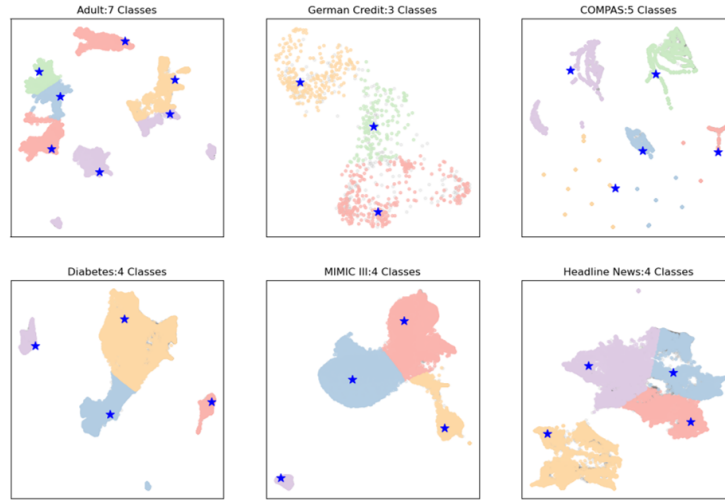 Adult:7 Classes
German Credit:3 Classes
COMPAS:5 Classes
Diabetes:4 Classes
MIMIC III:4 Classes
Headline News:4 Classes